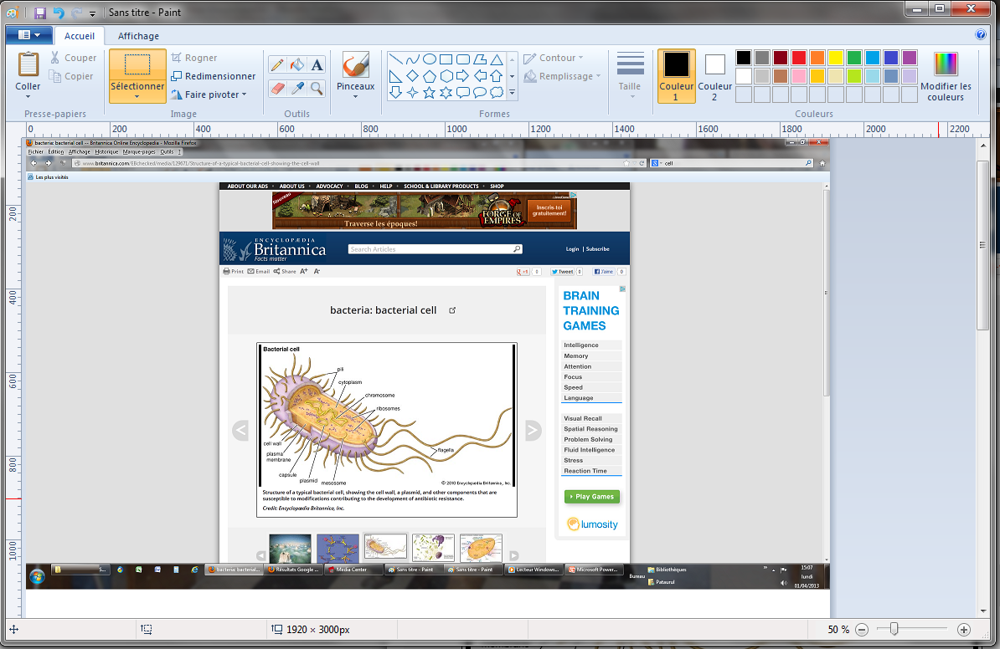 Sans titre - Paint
Accueil
Affichage
Coller
Couper
Copier
Presse-papiers
Sélectionner
Rogner
Redimensionner
Faire pivoter
Image
A
Outils
Pinceaux
Contour
Remplissage
Formes
Taille
Couleur 1
Couleur 2
Modifier les couleurs
Couleurs
0 200 400 600 800 1000 1200 1400 1600 1800 2000 2200
200
400
600
800
1000
bacteria: bacterial cell -- Britannica Online Encyclopedia - Mozilla Firefox
Fichier Édition Affichage Historique Marque-pages Outils ?
www.britannica.com/EBchecked/media/129671/Structure-of-a-typical-bacterial-cell-showing-the-cell-wall
cell
Les plus visités
ABOUT OUR ADS • ABOUT US • ADVOCACY • BLOG • HELP • SCHOOL & LIBRARY PRODUCTS • SHOP
Nouveau
Traverse les époques!
FORGE OF EMPIRES
Inscris-toi gratuitement!
ENCYCLOPÆDIA
Britannica
Facts matter
Search Articles
Login | Subscribe
Print Email Share A+ A-
+1 0 Tweet 0 J'aime 0
bacteria: bacterial cell
Bacterial cell
pili
cytoplasm
chromosome
ribosomes
cell wall
plasma membrane
capsule
plasmid
mesosome
flagella
© 2010 Encyclopædia Britannica, Inc.
Structure of a typical bacterial cell, showing the cell wall, a plasmid, and other components that are
susceptible to modifications contributing to the development of antibiotic resistance.
Credit: Encyclopædia Britannica, Inc.
BRAIN
TRAINING
GAMES
Intelligence
Memory
Attention
Focus
Speed
Language
Visual Recall
Spatial Reasoning
Problem Solving
Fluid Intelligence
Stress
Reaction Time
Play Games
lumosity
S...
bacteria: bacterial...
Résultats Google ...
Media Center
Sans titre - Paint
Sans titre - Paint
Lecteur Windows...
Microsoft Power...
Bureau
Bibliothèques
Pataurul
15:07
lundi
01/04/2013
1920 × 3000px
50 %